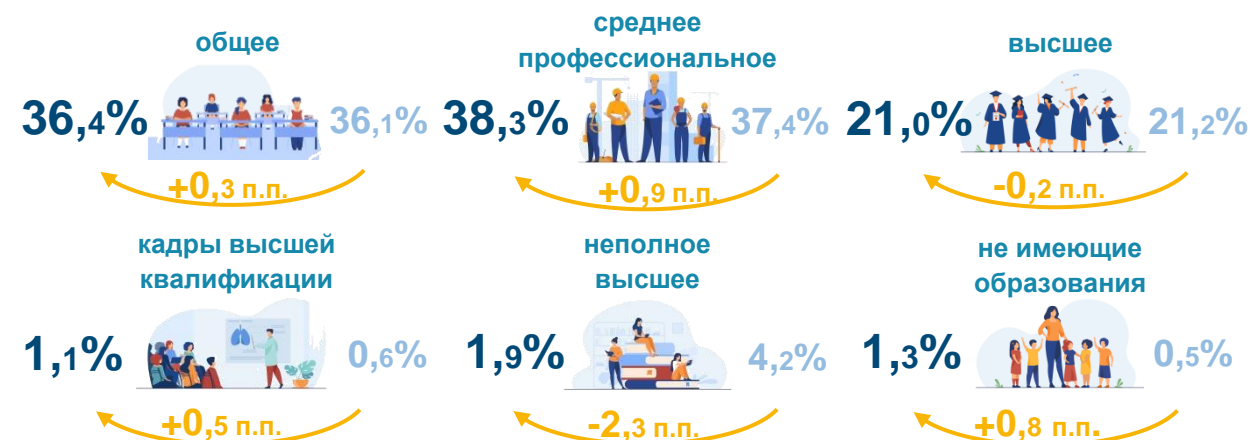 общее
36,4%
36,1%
+0,3 п.п.
среднее
профессиональное
38,3%
37,4%
+0,9 п.п.
высшее
21,0%
21,2%
-0,2 п.п.
кадры высшей
квалификации
1,1%
0,6%
+0,5 п.п.
неполное
высшее
1,9%
4,2%
-2,3 п.п.
не имеющие
образования
1,3%
0,5%
+0,8 п.п.